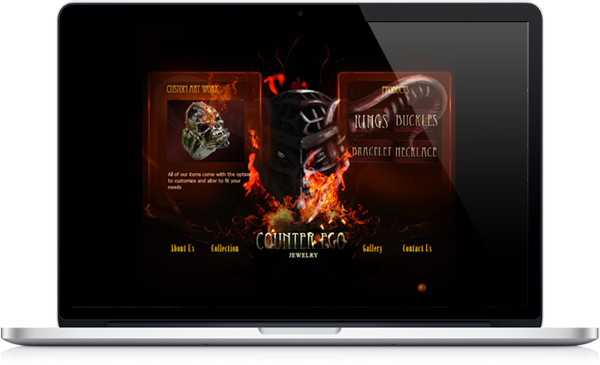 CUSTOM ART WORK
All of our items come with the option
to customize and alter to fit your
needs
PRODUCTS
RINGS BUCKLES
BRACELET NECKLACE
COUNTER EGO
JEWELRY
About Us Collection Gallery Contact Us